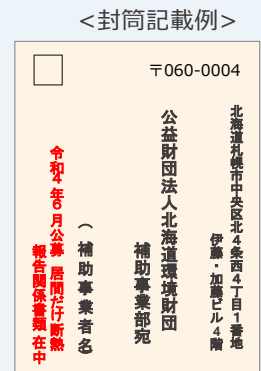 <封筒記載例>
〒060-0004
北海道札幌市中央区北4条西4丁目1番地
伊藤・加藤ビル4階
公益財団法人北海道環境財団
補助事業部宛
(補助事業者名)
令和4年6月公募 居間だけ断熱
報告関係書類 在中